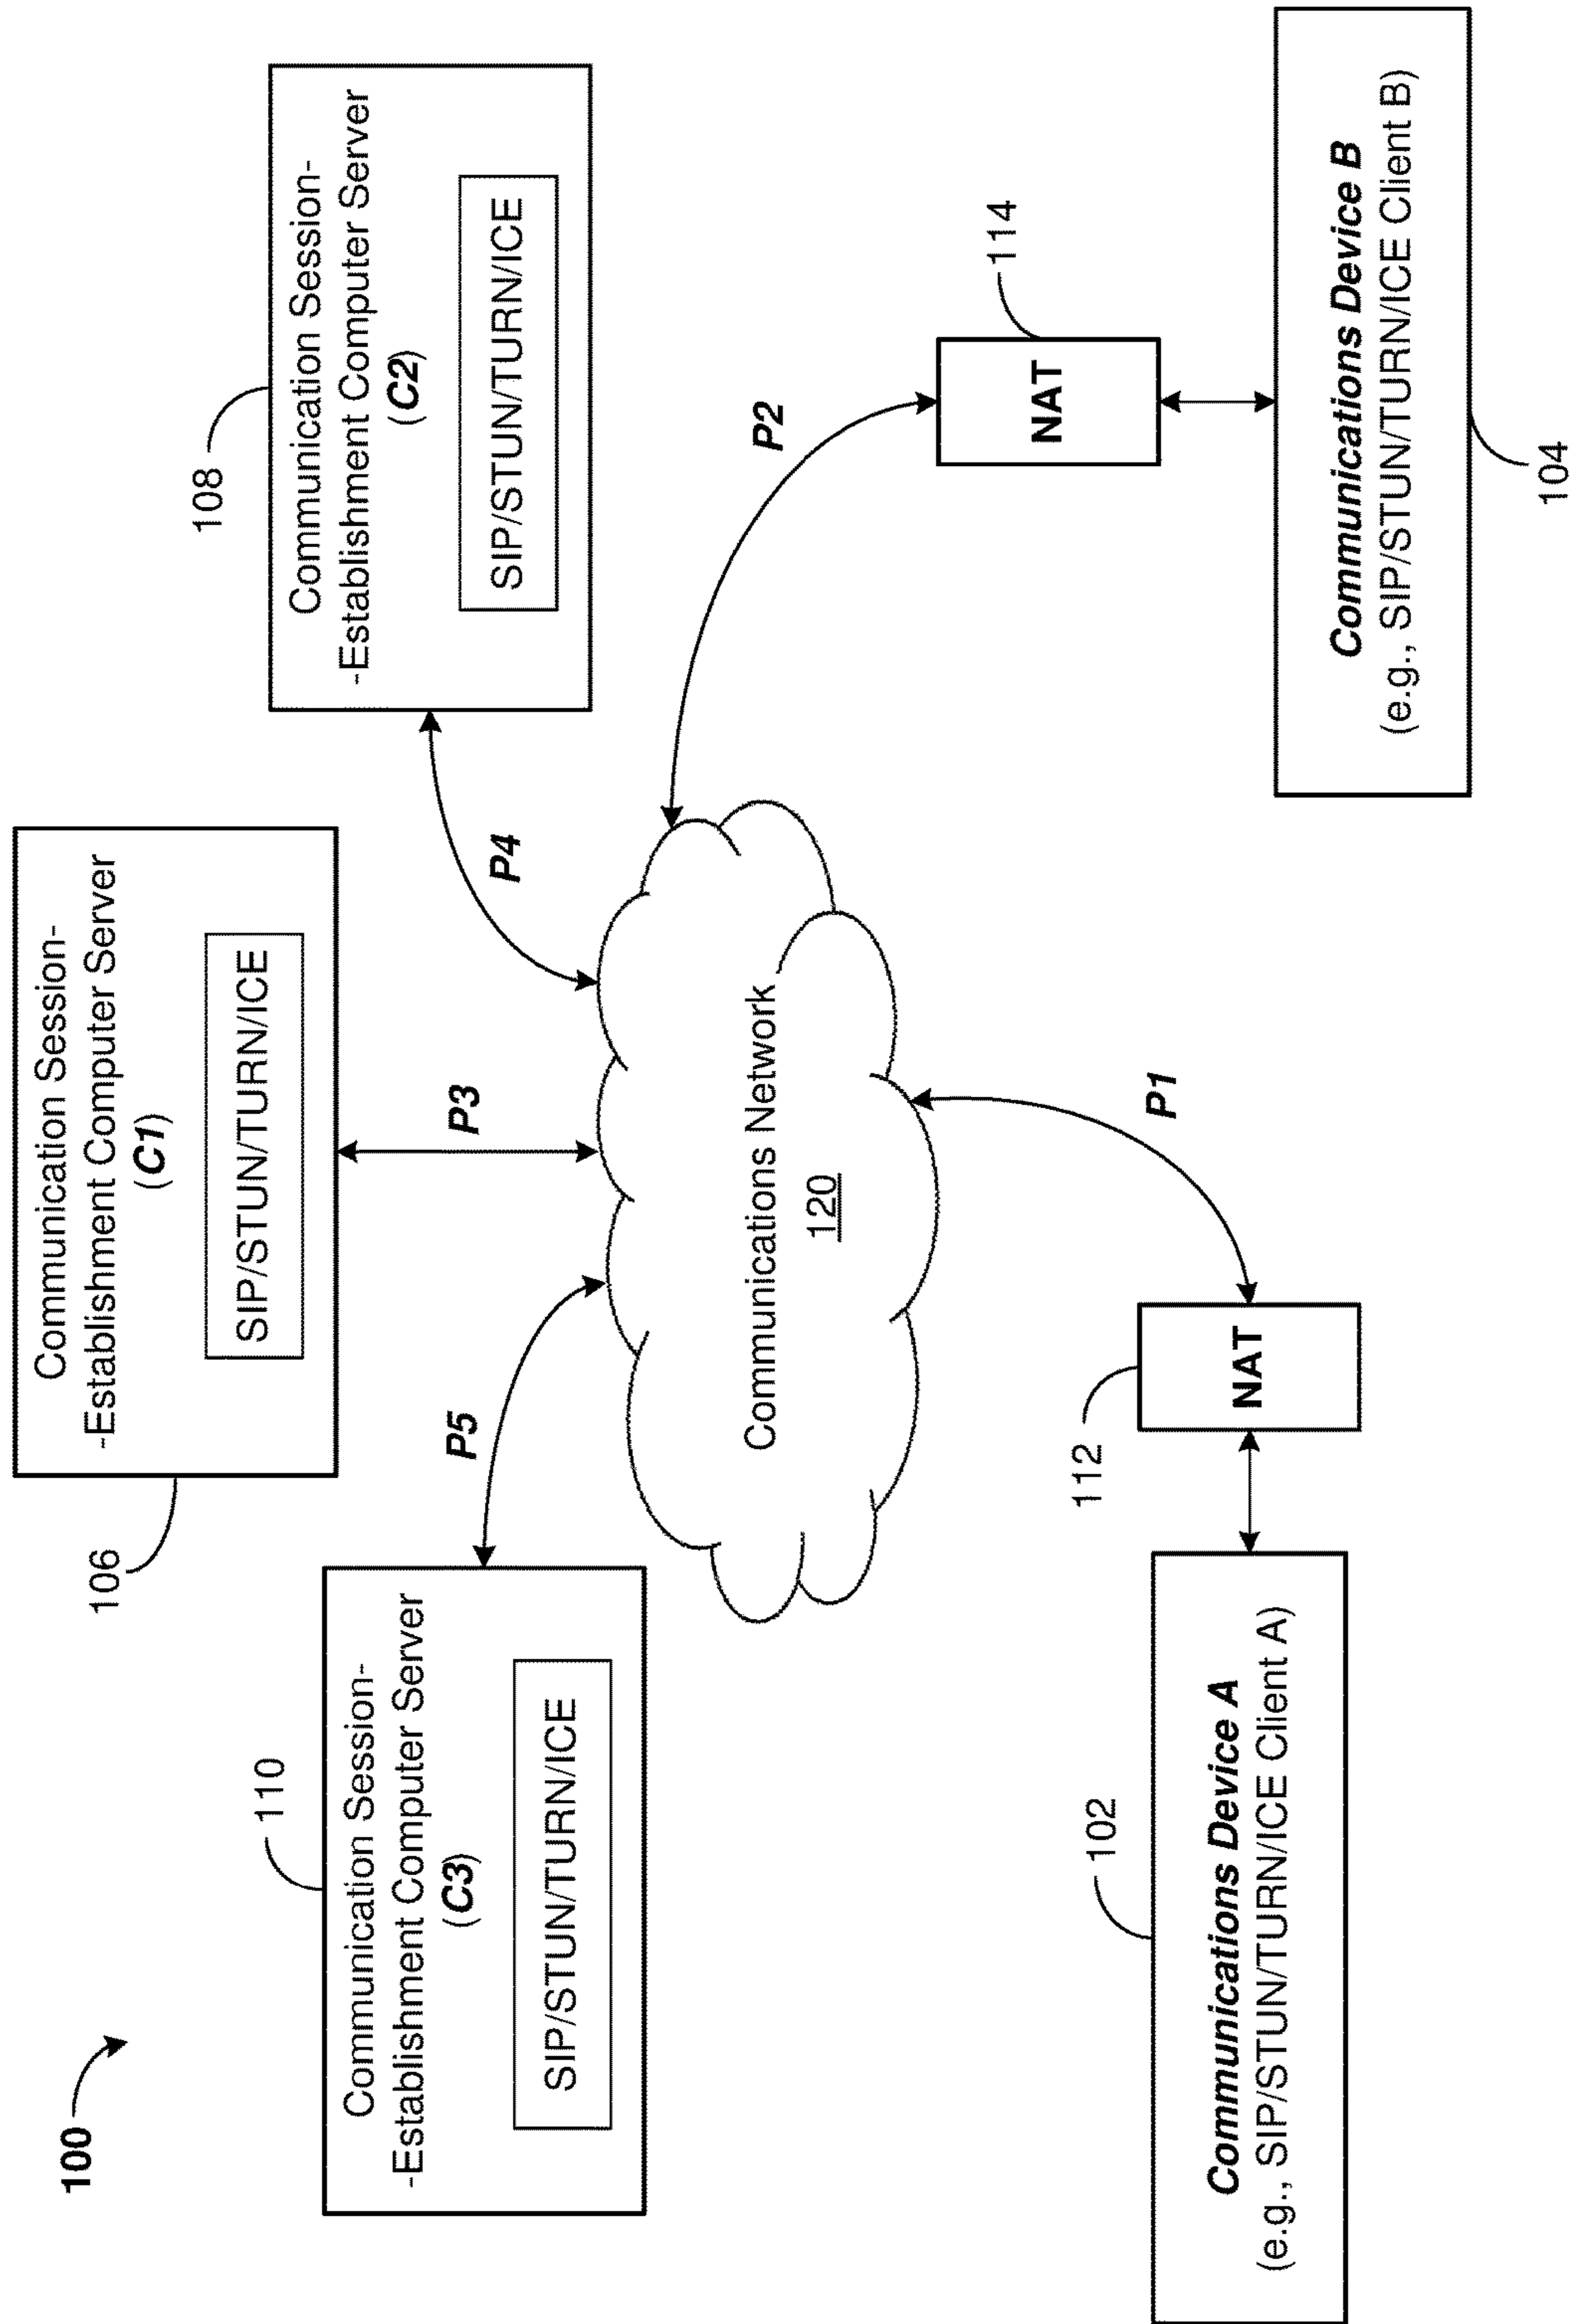 100
110
Communication Session-
-Establishment Computer Server
(C3)
SIP/STUN/TURN/ICE
106
Communication Session-
-Establishment Computer Server
(C1)
SIP/STUN/TURN/ICE
108
Communication Session-
-Establishment Computer Server
(C2)
SIP/STUN/TURN/ICE
P5
P3
P4
P2
Communications Network
120
P1
114
NAT
112
NAT
102
Communications Device A
(e.g., SIP/STUN/TURN/ICE Client A)
Communications Device B
(e.g., SIP/STUN/TURN/ICE Client B)
104